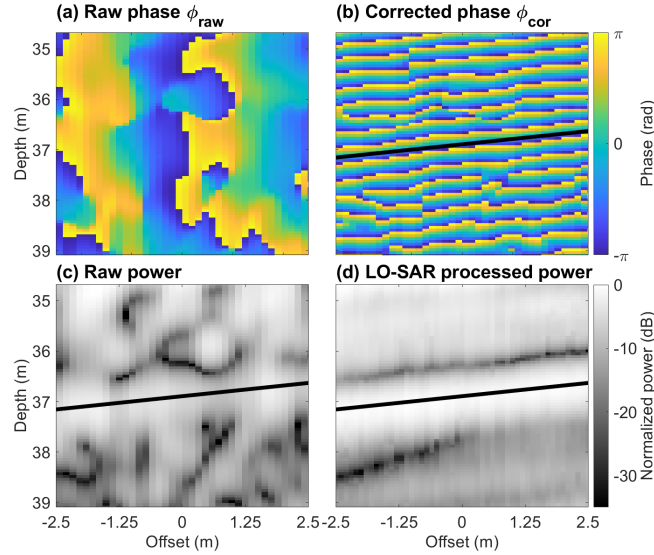 (a) Raw phase ϕ_raw
(b) Corrected phase ϕ_cor
35
36
37
38
39
Depth (m)
π
0
-π
Phase (rad)
(c) Raw power
(d) LO-SAR processed power
35
36
37
38
39
Depth (m)
-2.5 -1.25 0 1.25 2.5
Offset (m)
-2.5 -1.25 0 1.25 2.5
Offset (m)
0
-10
-20
-30
Normalized power (dB)